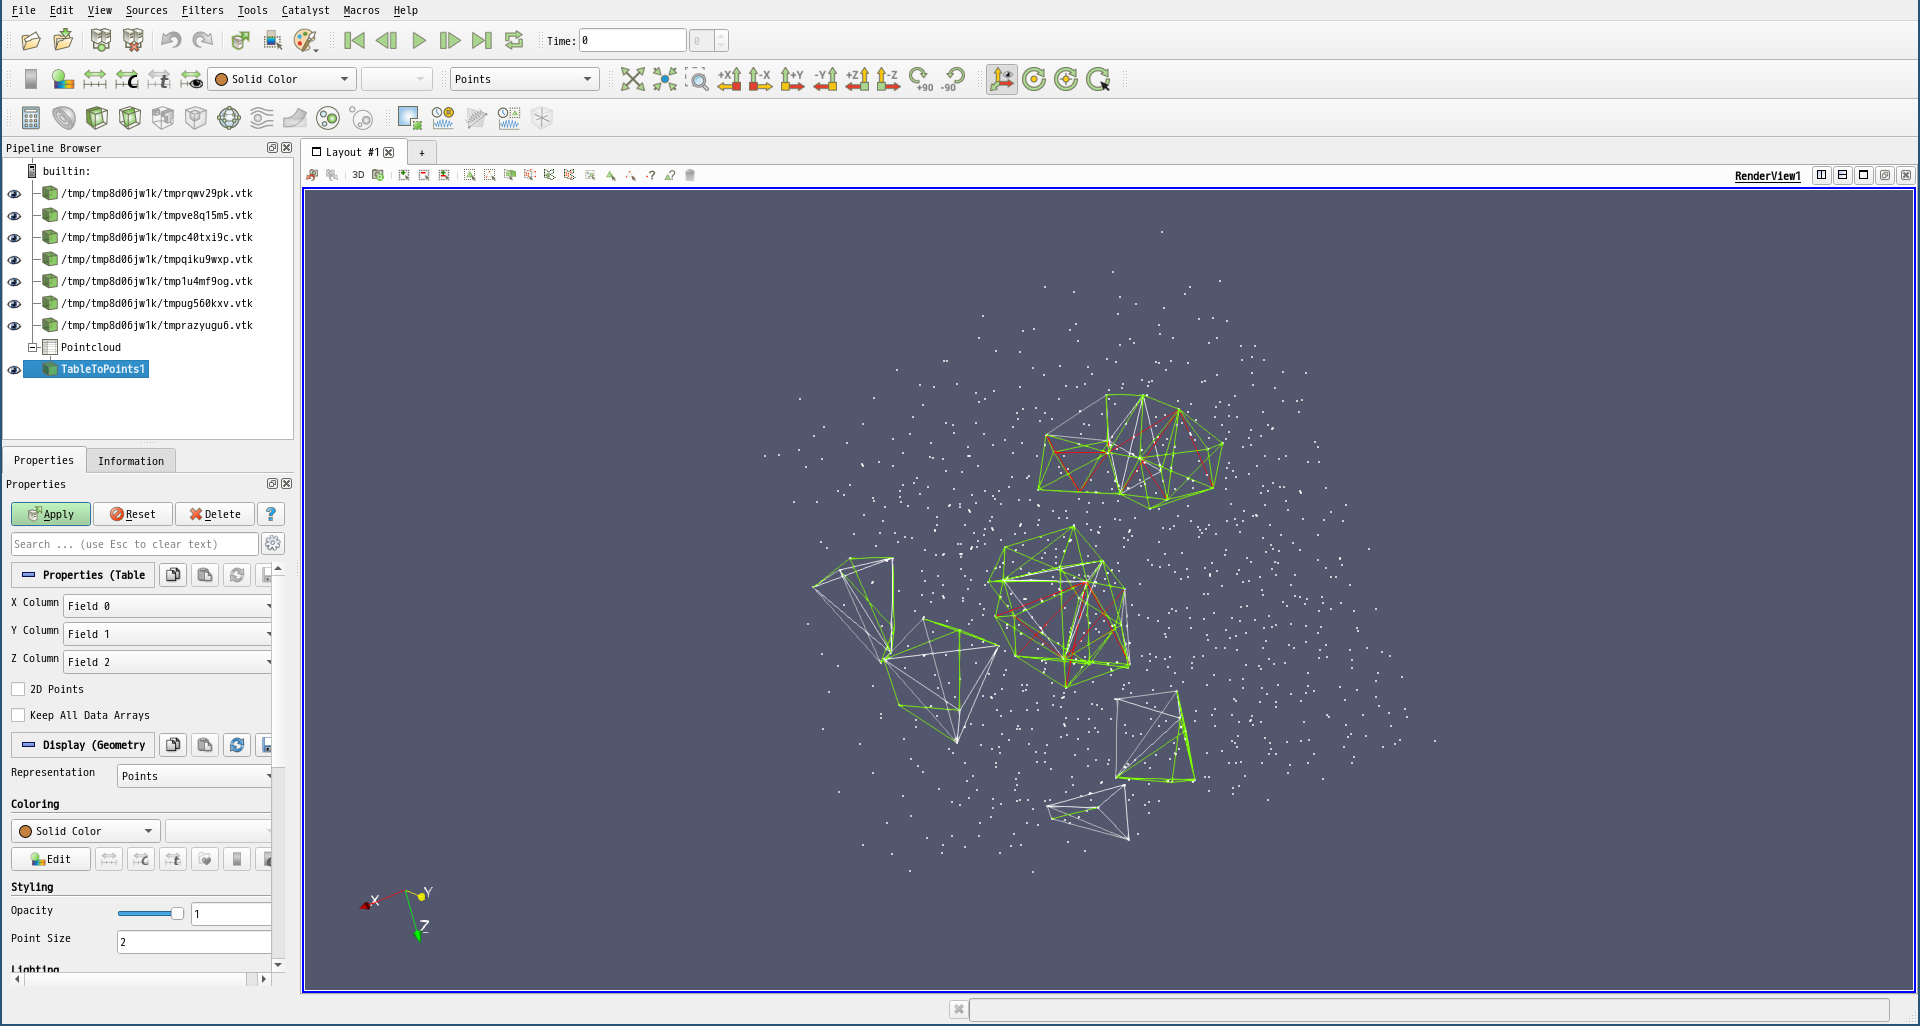 File Edit View Sources Filters Tools Catalyst Macros Help
Time: 0 0
Solid Color Points +X -X +Y -Y +Z -Z +90 -90
Pipeline Browser
builtin:
/tmp/tmp8d06jw1k/tmprqwv29pk.vtk
/tmp/tmp8d06jw1k/tmpve8q15m5.vtk
/tmp/tmp8d06jw1k/tmpc40txi9c.vtk
/tmp/tmp8d06jw1k/tmpqiku9wxp.vtk
/tmp/tmp8d06jw1k/tmp1u4mf9og.vtk
/tmp/tmp8d06jw1k/tmpug560kxv.vtk
/tmp/tmp8d06jw1k/tmprazyugu6.vtk
Pointcloud
TableToPoints1
Properties Information
Properties
Apply Reset Delete ?
Search ... (use Esc to clear text)
Properties (Table
X Column Field 0
Y Column Field 1
Z Column Field 2
2D Points
Keep All Data Arrays
Display (Geometry
Representation Points
Coloring
Solid Color
Edit
Styling
Opacity 1
Point Size 2
Lighting
Layout #1 +
3D RenderView1
X Y
Z